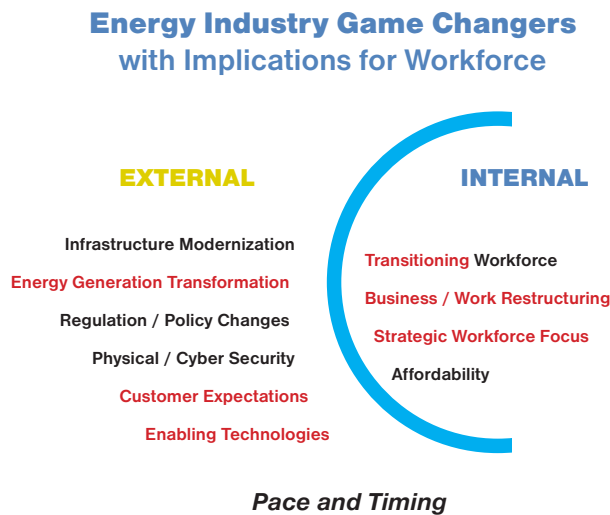 Energy Industry Game Changers
with Implications for Workforce
EXTERNAL
Infrastructure Modernization
Energy Generation Transformation
Regulation / Policy Changes
Physical / Cyber Security
Customer Expectations
Enabling Technologies
INTERNAL
Transitioning Workforce
Business / Work Restructuring
Strategic Workforce Focus
Affordability
Pace and Timing